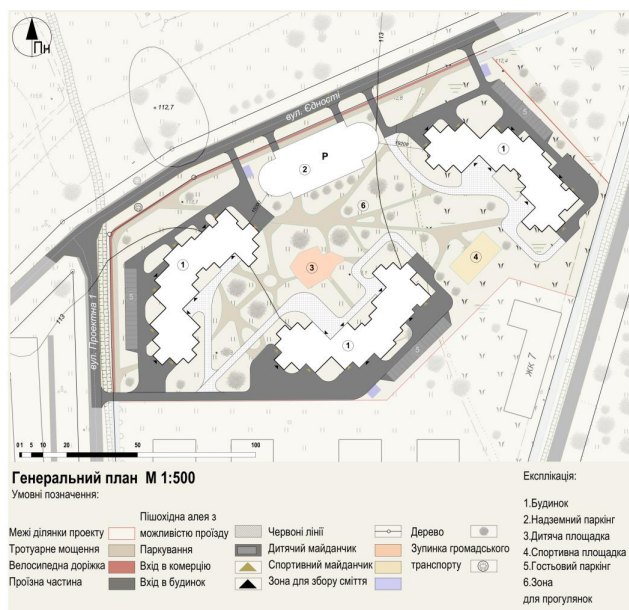 Пн
113
112,7
112,4
вул. Єдності
Р
2
1
5
6
1
3
4
5
1
5
вул. Проектна 1
113
ЖК 7
0 1 5 10 20 50 100
Генеральний план М 1:500
Умовні позначення:
Межі ділянки проекту
Тротуарне мощення
Велосипедна доріжка
Проїзна частина
Пішохідна алея з
можливістю проїзду
Паркування
Вхід в комерцію
Вхід в будинок
Червоні лінії
Дитячий майданчик
Спортивний майданчик
Зона для збору сміття
Дерево
Зупинка громадського
транспорту
Експлікація:
1.Будинок
2.Надземний паркінг
3.Дитяча площадка
4.Спортивна площадка
5.Гостьовий паркінг
6.Зона
для прогулянок